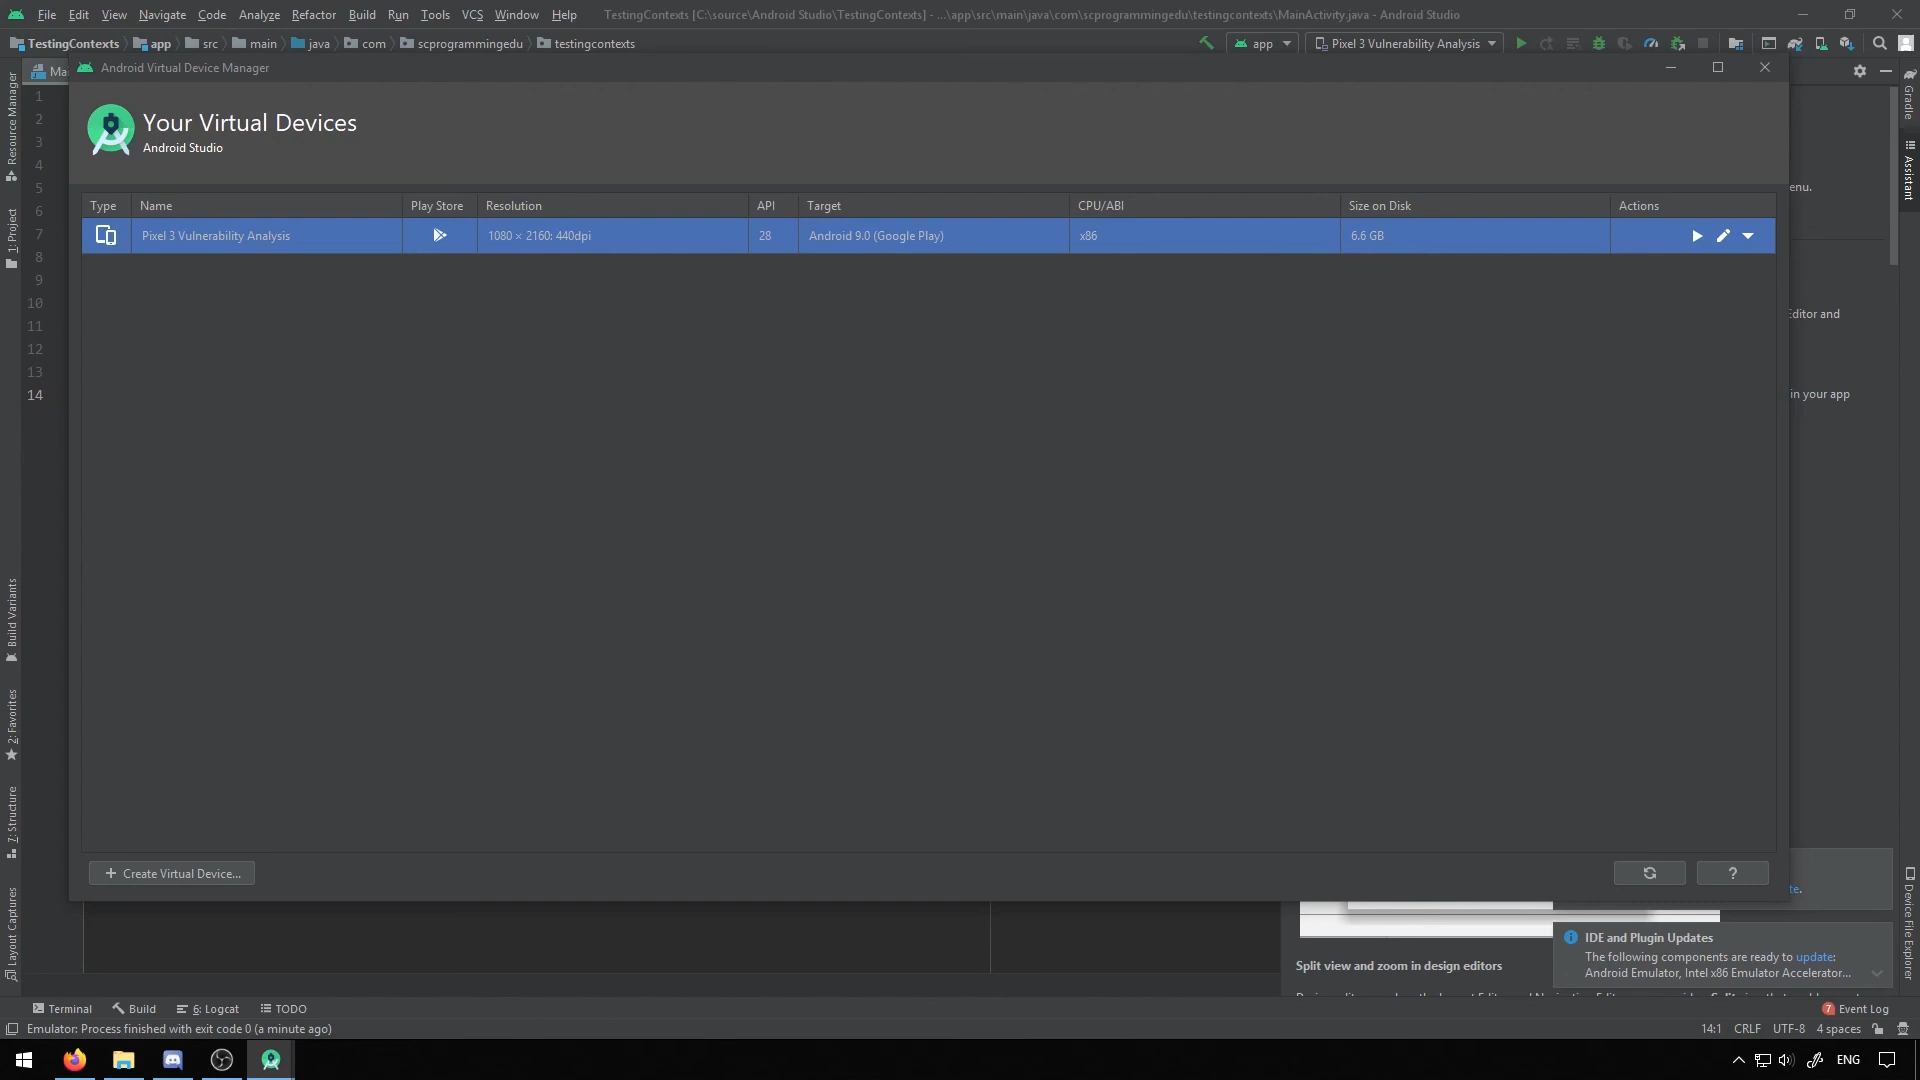 File Edit View Navigate Code Analyze Refactor Build Run Tools VCS Window Help TestingContexts [C:\source\Android Studio\TestingContexts] - ...\app\src\main\java\com\scprogrammingedu\testingcontexts\MainActivity.java - Android Studio
TestingContexts app src main java com scprogrammingedu testingcontexts app Pixel 3 Vulnerability Analysis
Ma
Android Virtual Device Manager
Your Virtual Devices
Android Studio
Type Name Play Store Resolution API Target CPU/ABI Size on Disk Actions
Pixel 3 Vulnerability Analysis 1080 × 2160: 440dpi 28 Android 9.0 (Google Play) x86 6.6 GB
1
2
3
4
5
6
7
8
9
10
11
12
13
14
Resource Manager
1: Project
Build Variants
2: Favorites
7: Structure
Layout Captures
Gradle
Assistant
Device File Explorer
enu.
Editor and
in your app
+ Create Virtual Device...
?
te.
IDE and Plugin Updates
The following components are ready to update:
Android Emulator, Intel x86 Emulator Accelerator...
Split view and zoom in design editors
Terminal Build 6: Logcat TODO 7 Event Log
Emulator: Process finished with exit code 0 (a minute ago) 14:1 CRLF UTF-8 4 spaces
ENG